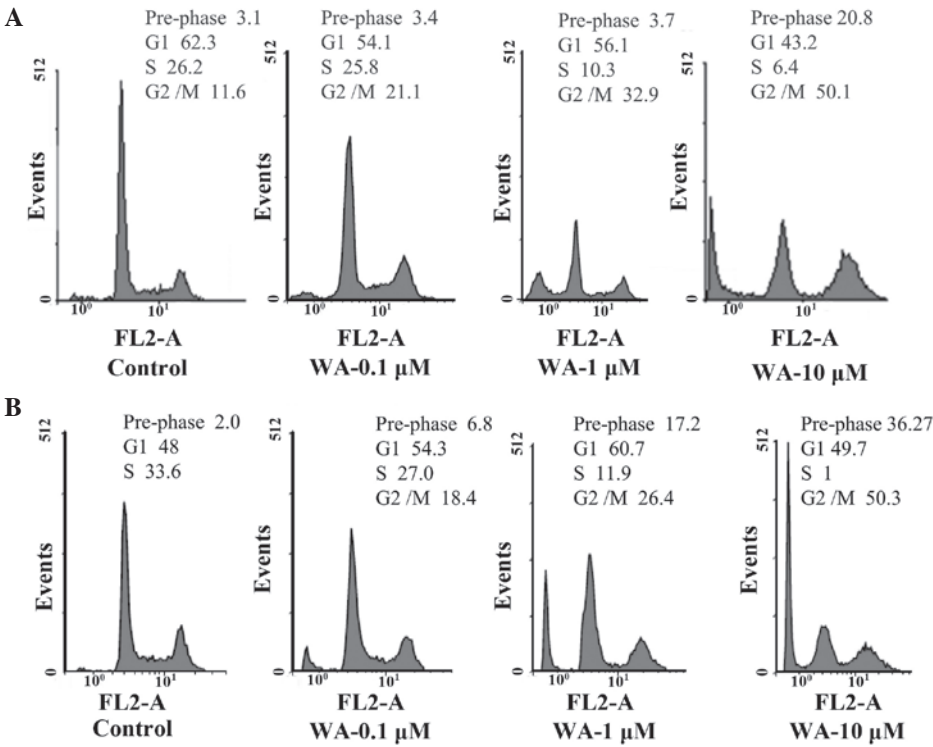 A
Pre-phase 3.1
G1 62.3
S 26.2
G2 /M 11.6
512
Events
0
10⁰
10¹
FL2-A
Control
Pre-phase 3.4
G1 54.1
S 25.8
G2 /M 21.1
512
Events
0
10⁰
10¹
FL2-A
WA-0.1 µM
Pre-phase 3.7
G1 56.1
S 10.3
G2 /M 32.9
512
Events
0
10⁰
10¹
FL2-A
WA-1 µM
Pre-phase 20.8
G1 43.2
S 6.4
G2 /M 50.1
512
Events
0
10⁰
10¹
FL2-A
WA-10 µM
B
Pre-phase 2.0
G1 48
S 33.6
512
Events
0
10⁰
10¹
FL2-A
Control
Pre-phase 6.8
G1 54.3
S 27.0
G2 /M 18.4
512
Events
0
10⁰
10¹
FL2-A
WA-0.1 µM
Pre-phase 17.2
G1 60.7
S 11.9
G2 /M 26.4
512
Events
0
10⁰
10¹
FL2-A
WA-1 µM
Pre-phase 36.27
G1 49.7
S 1
G2 /M 50.3
512
Events
0
10⁰
10¹
FL2-A
WA-10 µM